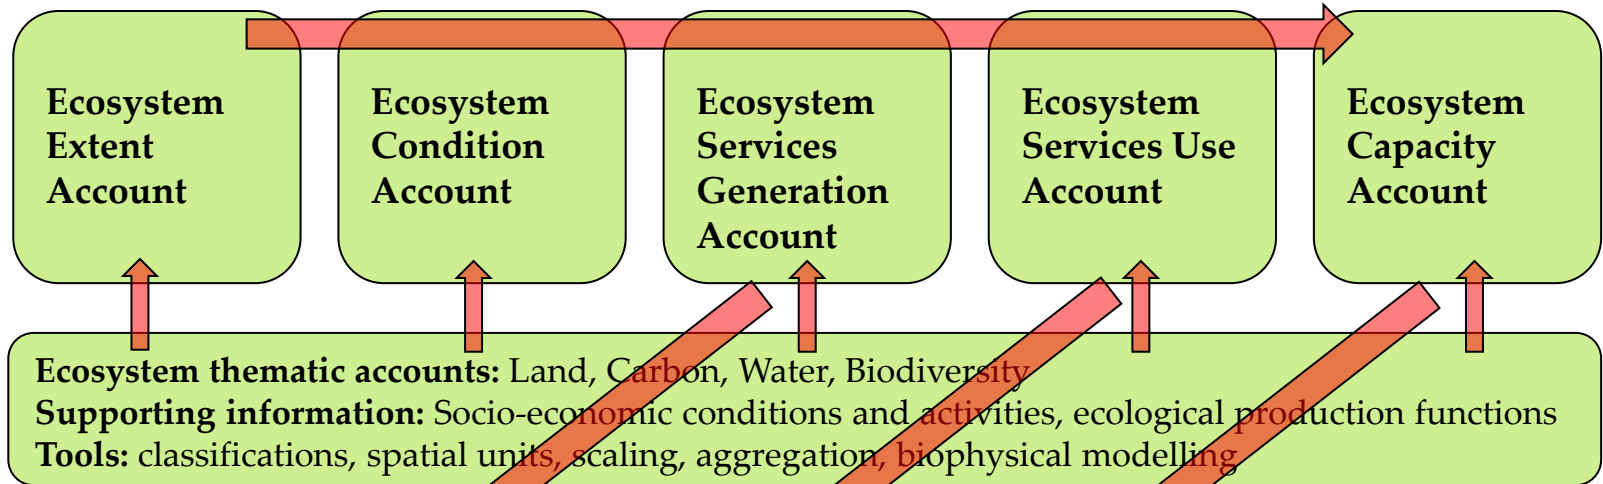 Ecosystem
Extent
Account
Ecosystem
Condition
Account
Ecosystem
Services
Generation
Account
Ecosystem
Services Use
Account
Ecosystem
Capacity
Account
Ecosystem thematic accounts: Land, Carbon, Water, Biodiversity
Supporting information: Socio-economic conditions and activities, ecological production functions
Tools: classifications, spatial units, scaling, aggregation, biophysical modelling